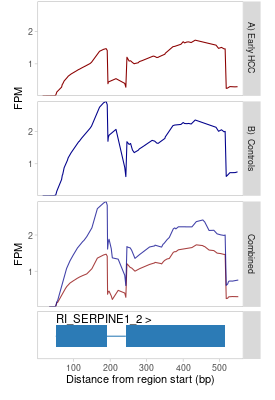 A) Early HCC
2
1
FPM
B): Controls
2
1
Combined
2
1
FPM
RI_SERPINE1_2 >
100 200 300 400 500
Distance from region start (bp)